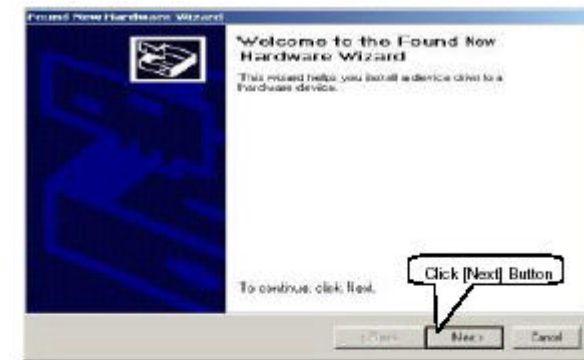 Found New Hardware Wizard
Welcome to the Found New
Hardware Wizard
This wizard helps you install a device driver for a
hardware device.
To continue, click Next.
Click [Next] Button
< Back
Next >
Cancel